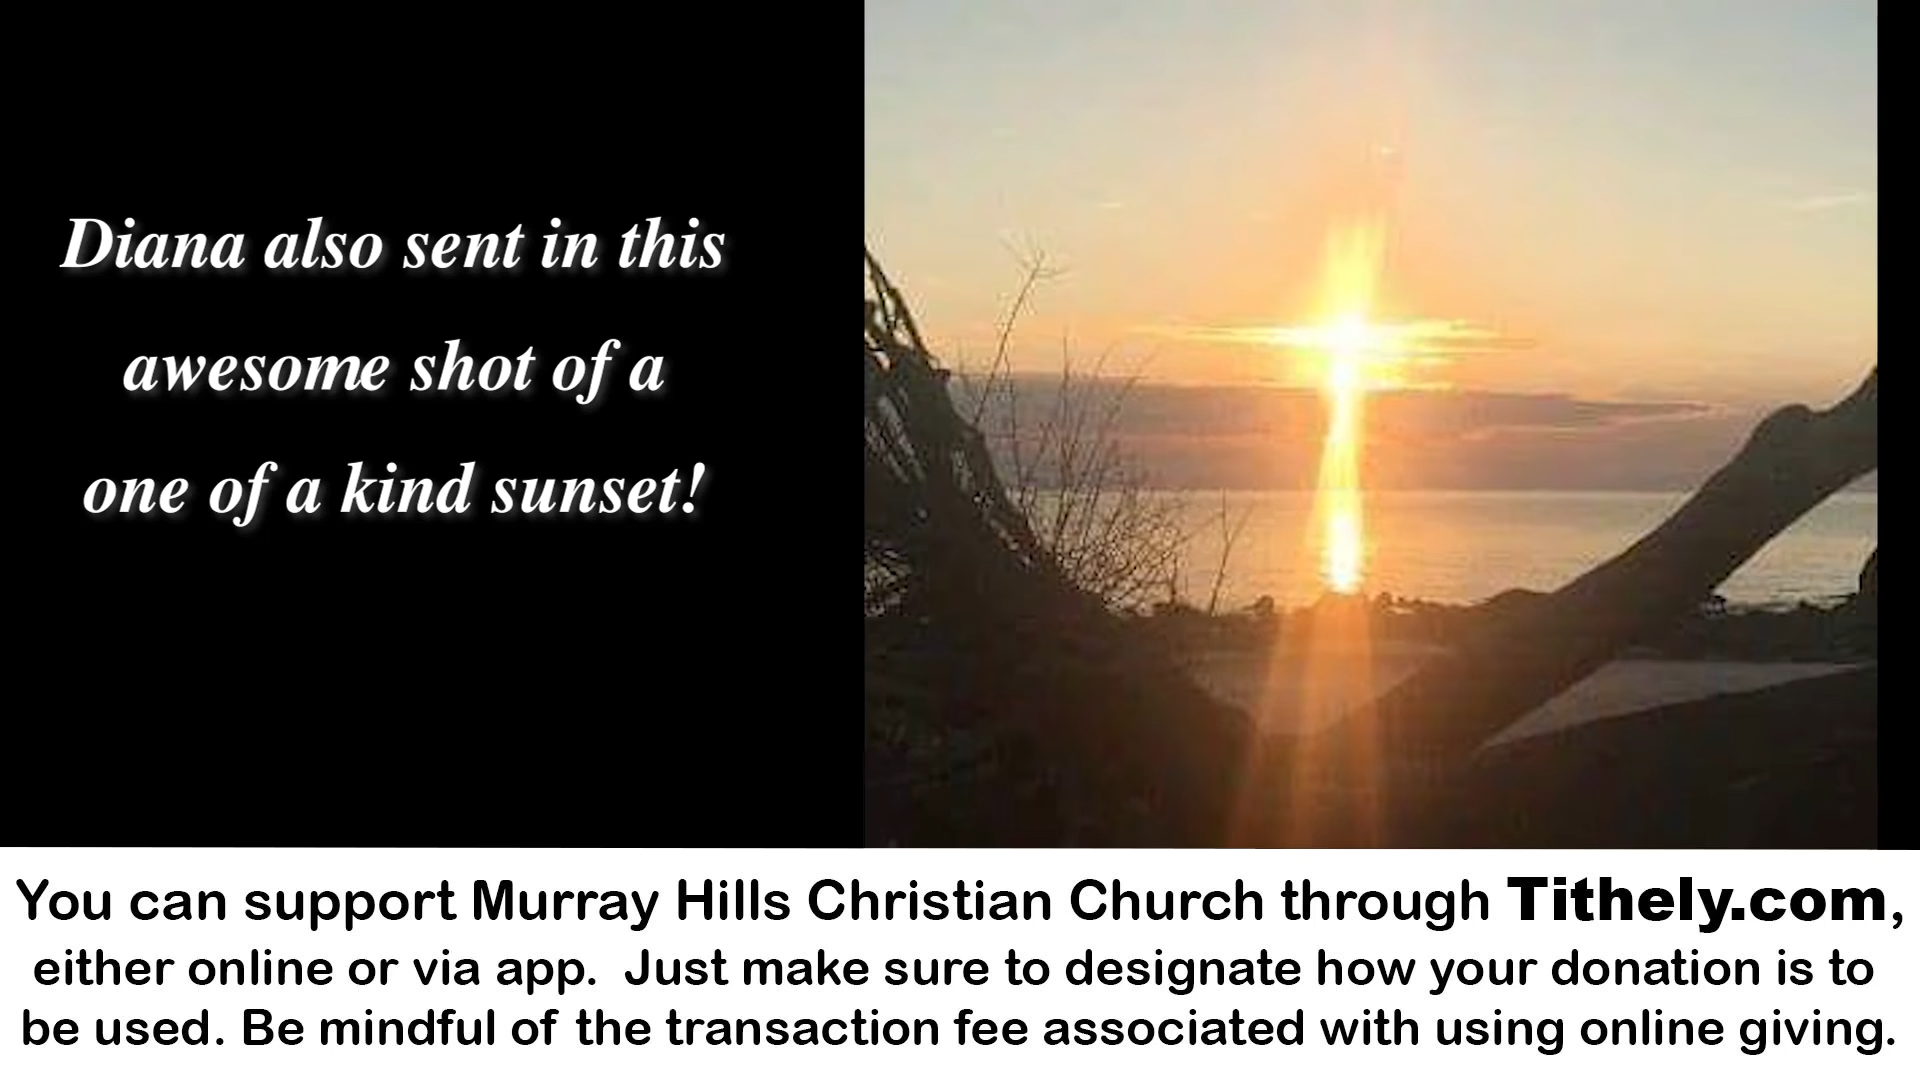 Diana also sent in this
awesome shot of a
one of a kind sunset!
You can support Murray Hills Christian Church through Tithely.com,
either online or via app.  Just make sure to designate how your donation is to
be used. Be mindful of the transaction fee associated with using online giving.